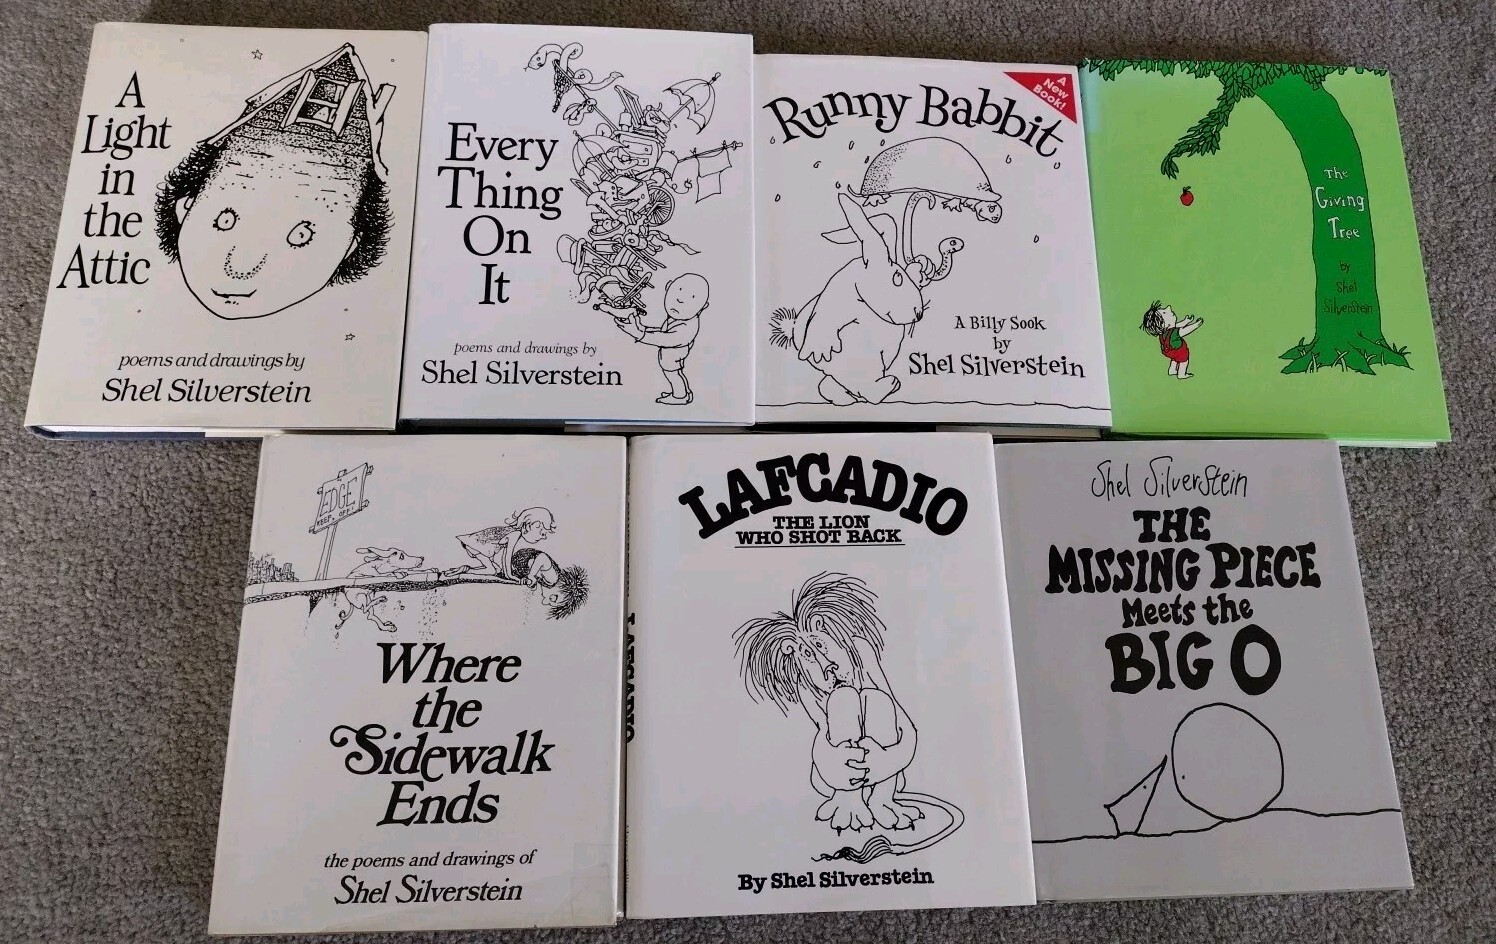 A
Light
in
the
Attic
poems and drawings by
Shel Silverstein
Every
Thing
On
It
poems and drawings by
Shel Silverstein
A
New
Book!
Runny Babbit
A Billy Sook
by
Shel Silverstein
The
Giving
Tree
by
Shel
Silverstein
EDGE
KEEP OFF!
Where
the
Sidewalk
Ends
the poems and drawings of
Shel Silverstein
LAFCADIO
LAFCADIO
THE LION
WHO SHOT BACK
By Shel Silverstein
Shel Silverstein
THE
MISSING PIECE
Meets the
BIG O